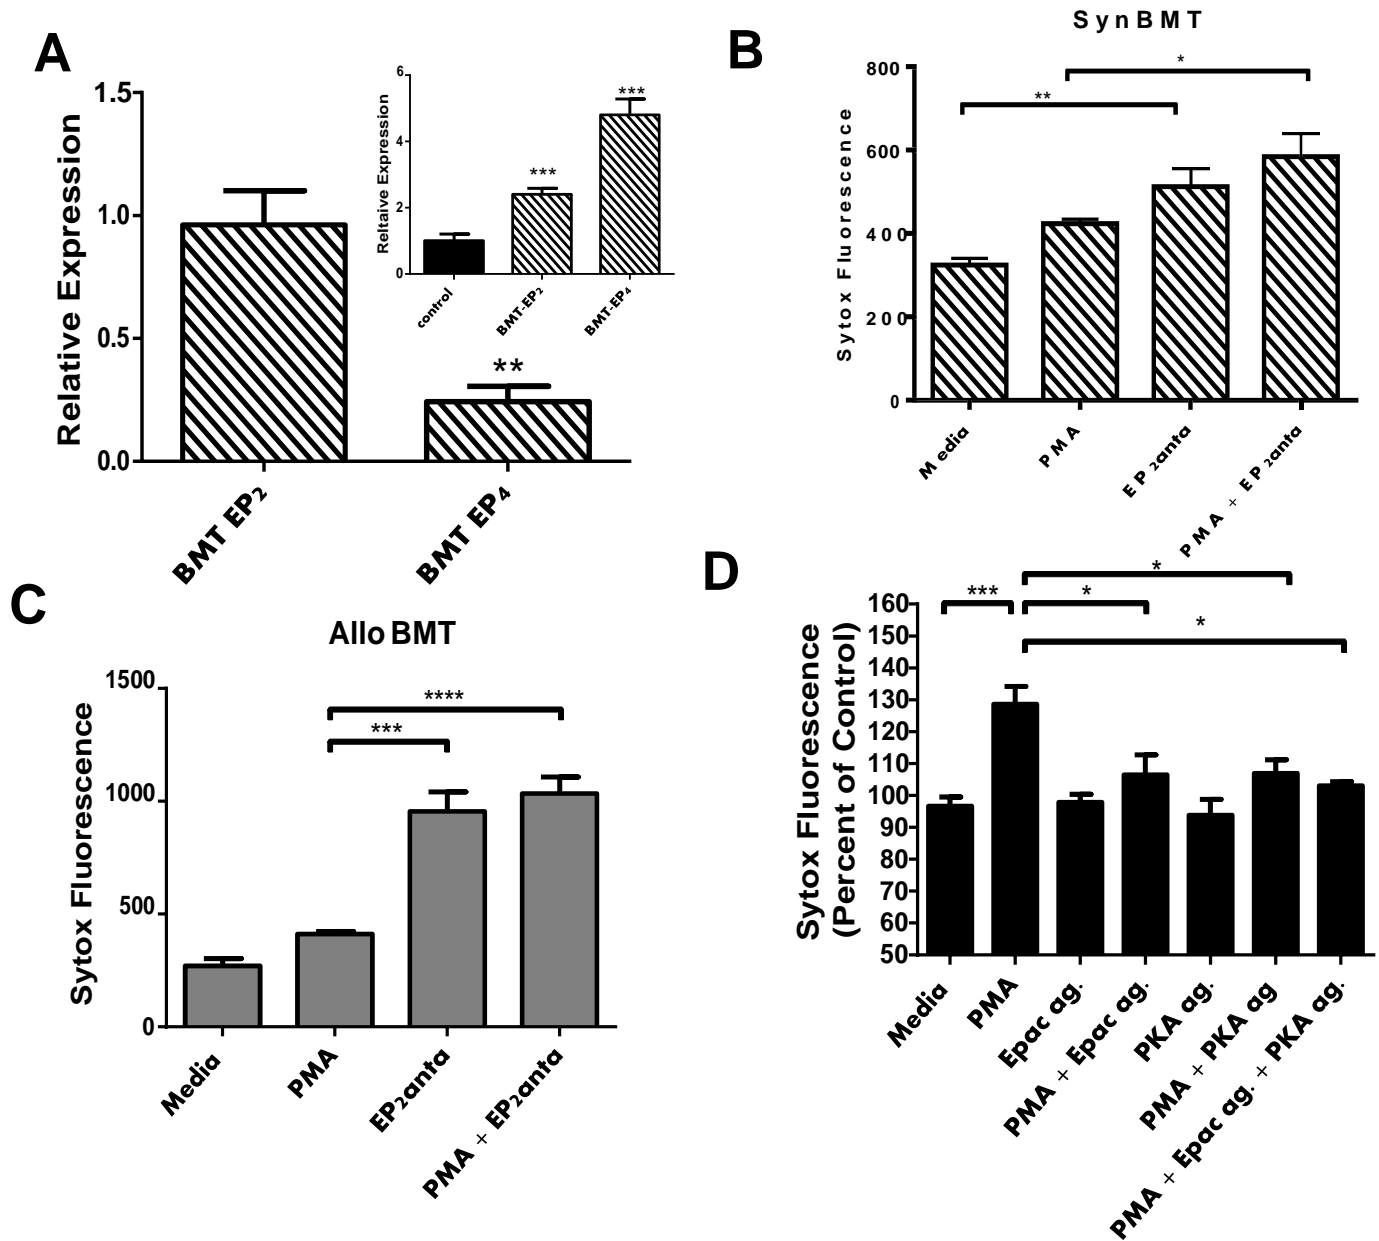 A
1.5
1.0
0.5
0.0
Relative Expression
**
BMT EP2
BMT EP4
6
4
2
0
Reltaive Expression
***
***
control
BMT-EP2
BMT-EP4
B
SynBMT
800
600
400
200
0
Sytox Fluorescence
*
**
Media
PMA
EP2anta
PMA + EP2anta
C
Allo BMT
1500
1000
500
0
Sytox Fluorescence
****
***
Media
PMA
EP2anta
PMA + EP2anta
D
160
150
140
130
120
110
100
90
80
70
60
50
Sytox Fluorescence
(Percent of Control)
*
***
*
*
Media
PMA
Epac ag.
PMA + Epac ag.
PKA ag.
PMA + PKA ag
PMA + Epac ag. + PKA ag.